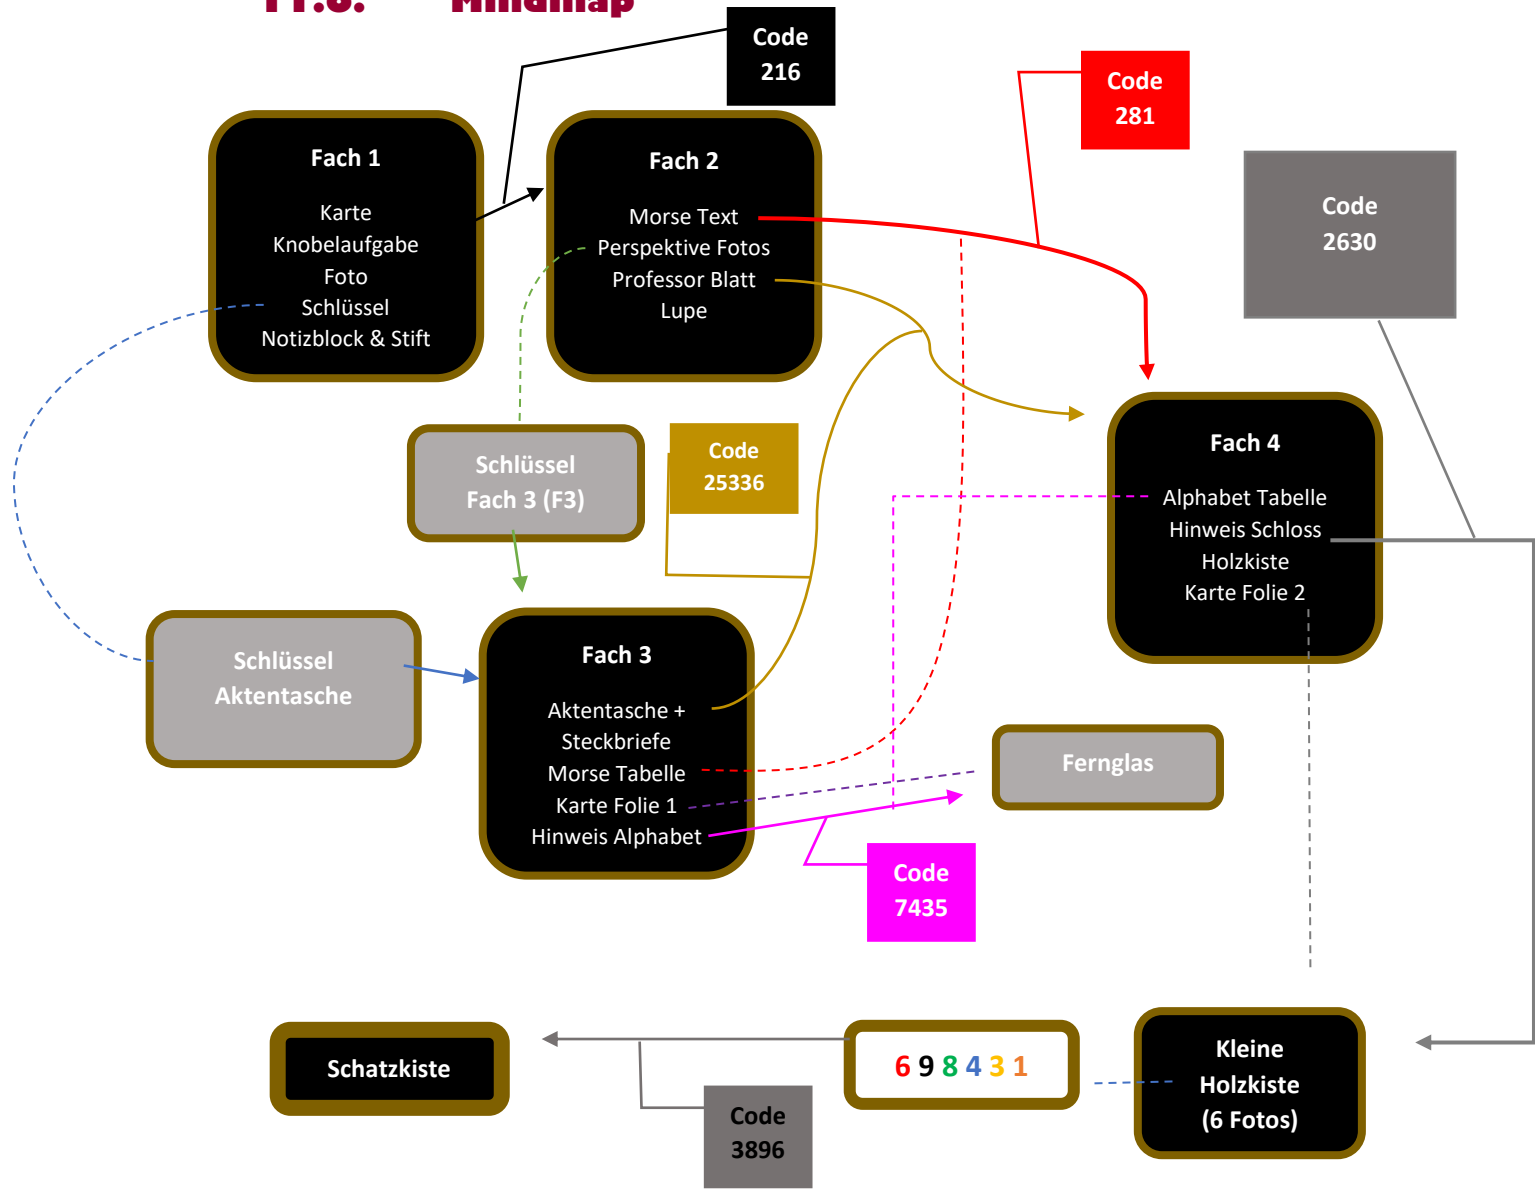 11.8. Mindmap
Code
216
Code
281
Code
2630
Fach 1
Karte
Knobelaufgabe
Foto
Schlüssel
Notizblock & Stift
Fach 2
Morse Text
Perspektive Fotos
Professor Blatt
Lupe
Schlüssel
Fach 3 (F3)
Code
25336
Fach 4
Alphabet Tabelle
Hinweis Schloss
Holzkiste
Karte Folie 2
Schlüssel
Aktentasche
Fach 3
Aktentasche +
Steckbriefe
Morse Tabelle
Karte Folie 1
Hinweis Alphabet
Fernglas
Code
7435
Schatzkiste
6 9 8 4 3 1
Kleine
Holzkiste
(6 Fotos)
Code
3896